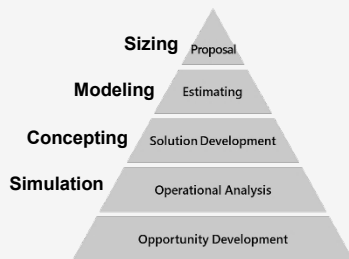 Sizing
Proposal
Modeling
Estimating
Concepting
Solution Development
Simulation
Operational Analysis
Opportunity Development